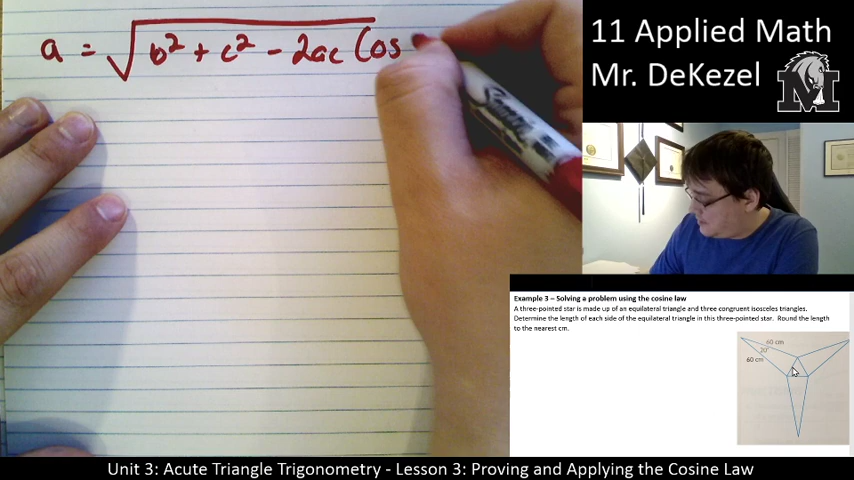 a = √b² + c² - 2ac Cos
11 Applied Math
Mr. DeKezel
M
Sharpie
Example 3 – Solving a problem using the cosine law
A three-pointed star is made up of an equilateral triangle and three congruent isosceles triangles.
Determine the length of each side of the equilateral triangle in this three-pointed star. Round the length
to the nearest cm.
60 cm
20°
60 cm
Unit 3: Acute Triangle Trigonometry - Lesson 3: Proving and Applying the Cosine Law